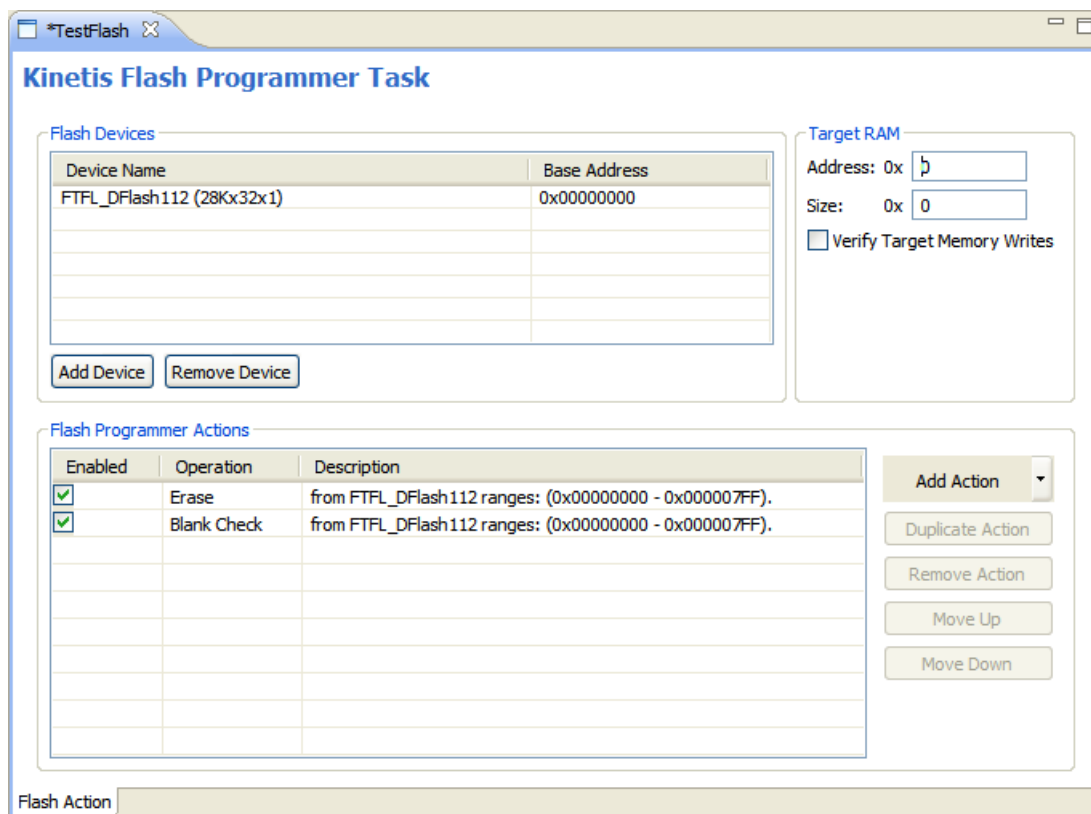 *TestFlash
Kinetis Flash Programmer Task
Flash Devices
Device Name Base Address
FTFL_DFlash112 (28Kx32x1) 0x00000000
Add Device Remove Device
Target RAM
Address: 0x
Size: 0x 0
Verify Target Memory Writes
Flash Programmer Actions
Enabled Operation Description
Erase from FTFL_DFlash112 ranges: (0x00000000 - 0x000007FF).
Blank Check from FTFL_DFlash112 ranges: (0x00000000 - 0x000007FF).
Add Action
Duplicate Action
Remove Action
Move Up
Move Down
Flash Action